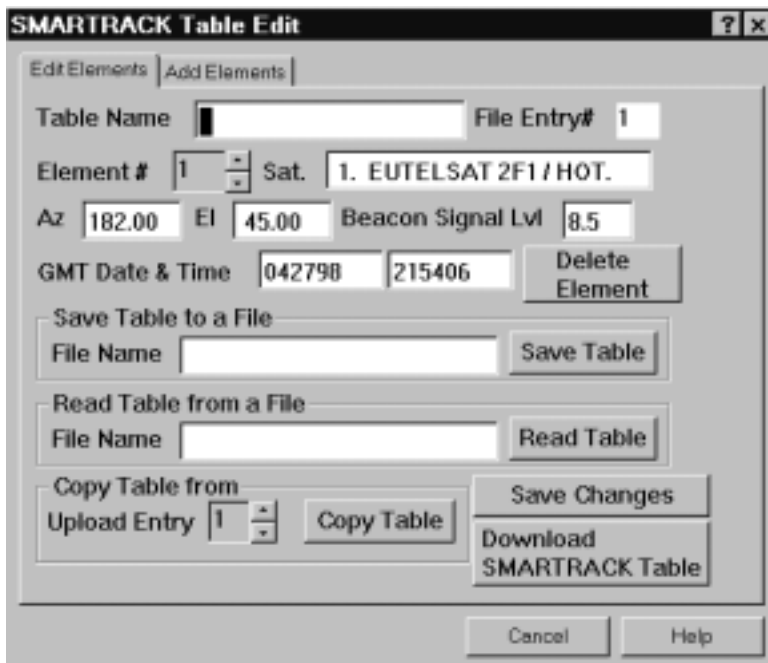 SMARTRACK Table Edit ? ×
Edit Elements Add Elements
Table Name File Entry# 1
Element # 1 Sat. 1. EUTELSAT 2F1 / HOT.
Az 182.00 El 45.00 Beacon Signal Lvl 8.5
GMT Date & Time 042798 215406 Delete Element
Save Table to a File
File Name Save Table
Read Table from a File
File Name Read Table
Copy Table from
Upload Entry 1 Copy Table
Save Changes
Download
SMARTRACK Table
Cancel Help